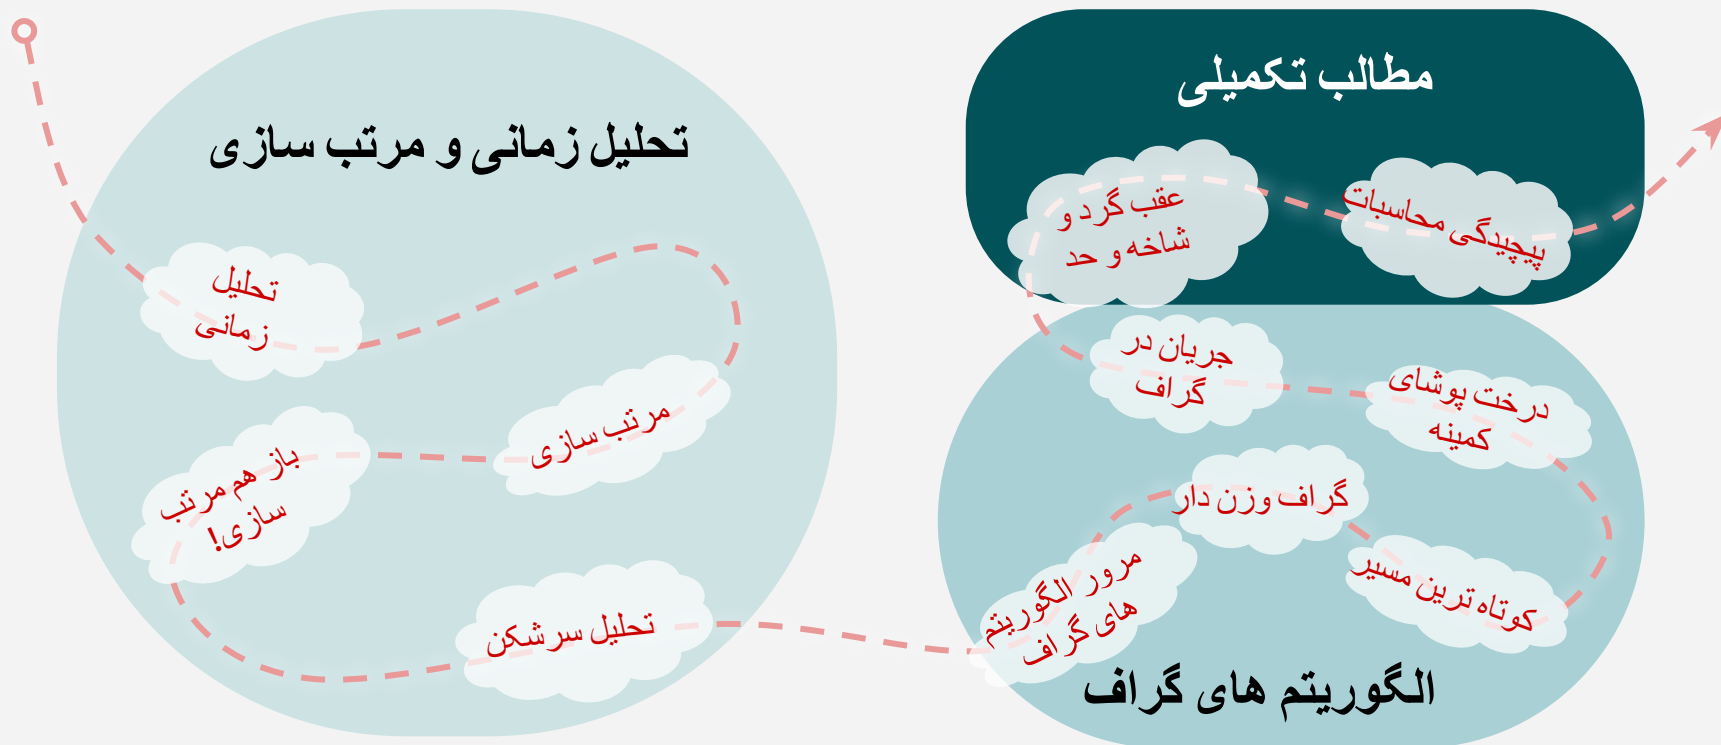 تحلیل زمانی و مرتب سازی
تحلیل
زمانی
مرتب سازی
باز هم مرتب
سازی!
تحلیل سرشکن
مرور الگوریتم
های گراف
گراف وزن دار
کوتاه ترین مسیر
درخت پوشای
کمینه
جریان در
گراف
الگوریتم های گراف
مطالب تکمیلی
عقب گرد و
شاخه و حد
پیچیدگی محاسبات